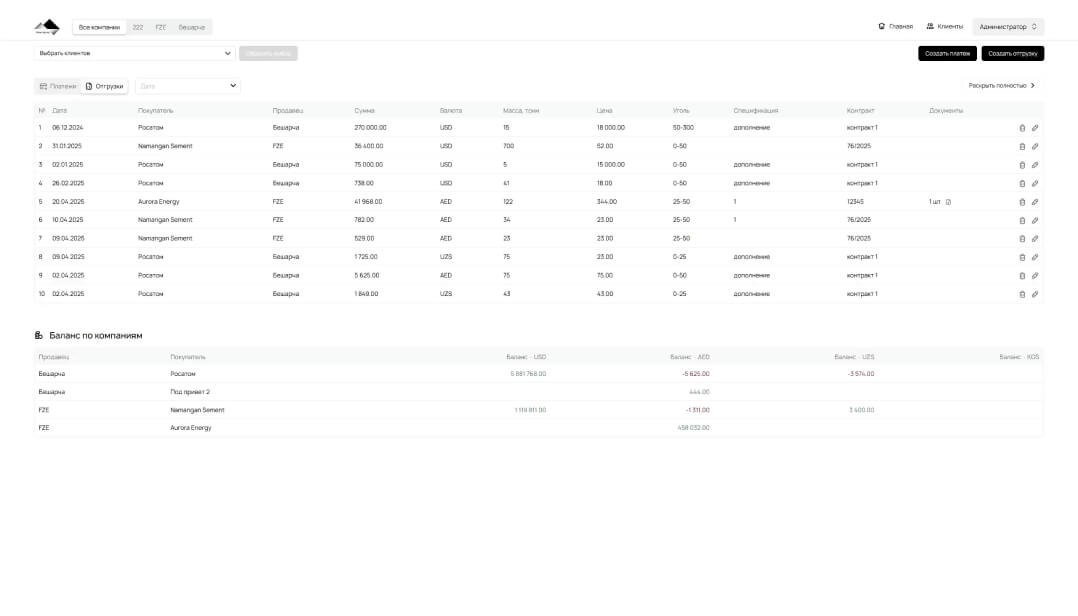 Все компании 222 FZE бешарча Главная Клиенты Администратор
Выбрать клиентов Создать платеж Создать отгрузку
Платежи Отгрузки Дата Раскрыть полностью
№ Дата Покупатель Продавец Сумма Валюта Масса, тонн Цена Уголь Спецификация Контракт Документы
1 06.12.2024 Росатом Бешарча 270 000.00 USD 15 18 000.00 50-300 дополнение контракт 1
2 31.01.2025 Namangan Sement FZE 36 400.00 USD 700 52.00 0-50 76/2025
3 02.01.2025 Росатом Бешарча 75 000.00 USD 5 15 000.00 0-50 дополнение контракт 1
4 26.02.2025 Росатом Бешарча 738.00 USD 41 18.00 0-50 дополнение контракт 1
5 20.04.2025 Aurora Energy FZE 41 968.00 AED 122 344.00 25-50 1 12345 1 шт
6 10.04.2025 Namangan Sement FZE 782.00 AED 34 23.00 25-50 1 76/2025
7 09.04.2025 Namangan Sement FZE 529.00 AED 23 23.00 25-50 76/2025
8 09.04.2025 Росатом Бешарча 1 725.00 UZS 75 23.00 0-25 дополнение контракт 1
9 02.04.2025 Росатом Бешарча 5 625.00 AED 75 75.00 0-50 дополнение контракт 1
10 02.04.2025 Росатом Бешарча 1 849.00 UZS 43 43.00 0-25 дополнение контракт 1
Баланс по компаниям
Продавец Покупатель Баланс - USD Баланс - AED Баланс - UZS Баланс - KGS
Бешарча Росатом 5 881 768.00 -5 625.00 -3 574.00
Бешарча Под привет 2 444.00
FZE Namangan Sement 1 119 811.00 -1 311.00 3 400.00
FZE Aurora Energy 458 032.00